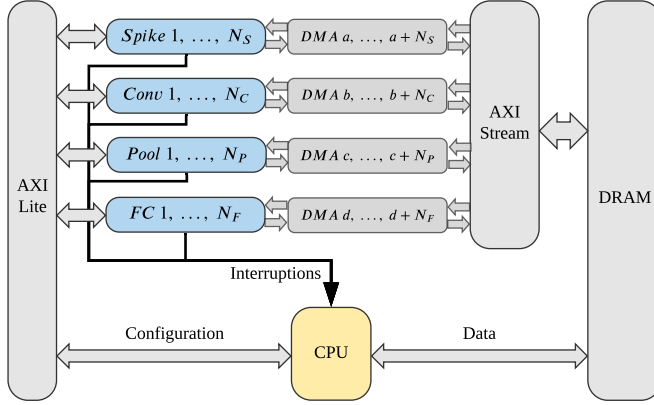 Spike 1, ..., N_S
DMA a, ..., a + N_S
Conv 1, ..., N_C
DMA b, ..., b + N_C
AXI
Stream
Pool 1, ..., N_P
DMA c, ..., c + N_P
AXI
Lite
DRAM
FC 1, ..., N_F
DMA d, ..., d + N_F
Interruptions
Configuration
CPU
Data